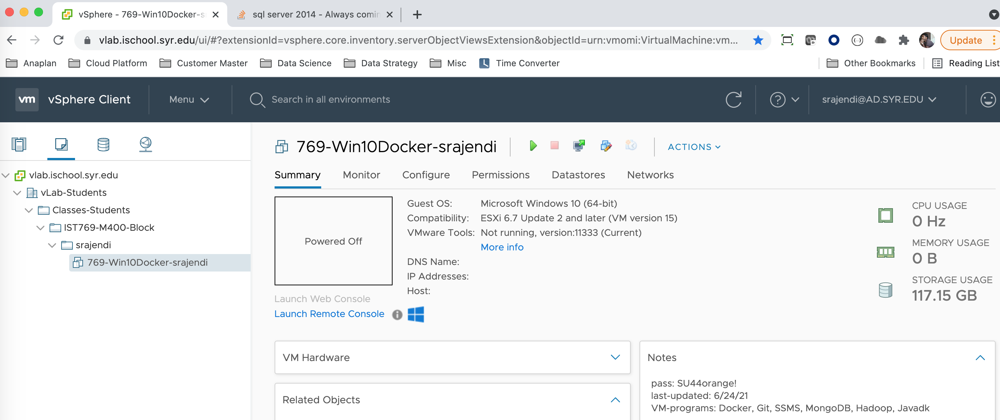 vSphere - 769-Win10Docker-s
sql server 2014 - Always comin
vlab.ischool.syr.edu/ui/#?extensionId=vsphere.core.inventory.serverObjectViewsExtension&objectId=urn:vmomi:VirtualMachine:vm...
Update
Anaplan
Cloud Platform
Customer Master
Data Science
Data Strategy
Misc
Time Converter
Other Bookmarks
Reading List
vm
vSphere Client
Menu
Search in all environments
srajendi@AD.SYR.EDU
vlab.ischool.syr.edu
vLab-Students
Classes-Students
IST769-M400-Block
srajendi
769-Win10Docker-srajendi
769-Win10Docker-srajendi
ACTIONS
Summary
Monitor
Configure
Permissions
Datastores
Networks
Powered Off
Launch Web Console
Launch Remote Console
Guest OS: Microsoft Windows 10 (64-bit)
Compatibility: ESXi 6.7 Update 2 and later (VM version 15)
VMware Tools: Not running, version:11333 (Current)
More info
DNS Name:
IP Addresses:
Host:
CPU USAGE
0 Hz
MEMORY USAGE
0 B
STORAGE USAGE
117.15 GB
VM Hardware
Related Objects
Notes
pass: SU44orange!
last-updated: 6/24/21
VM-programs: Docker, Git, SSMS, MongoDB, Hadoop, Javadk